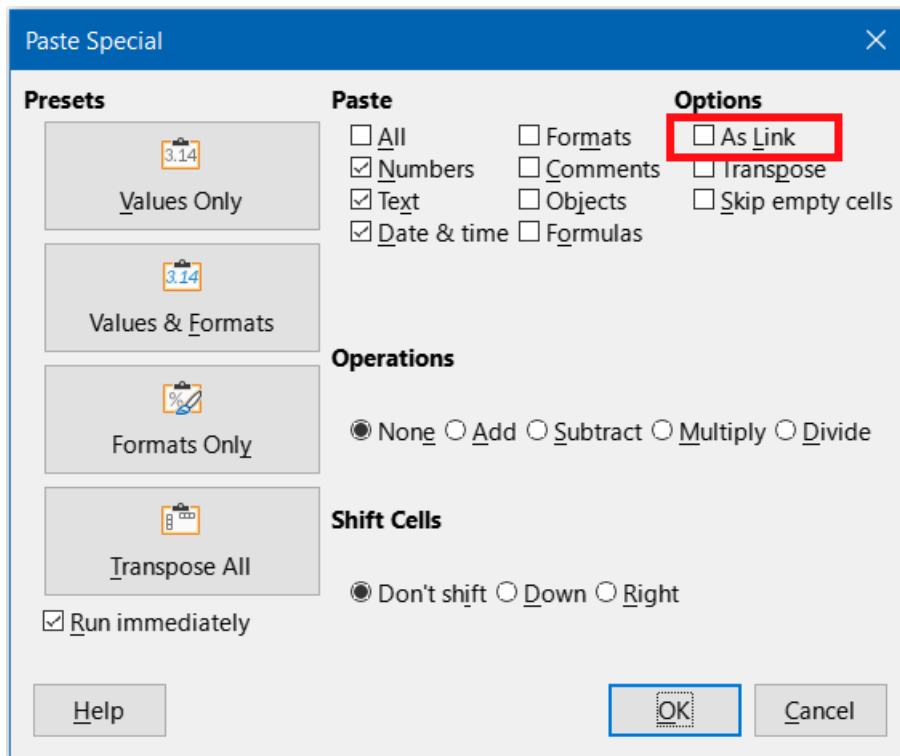 Paste Special
Presets
3.14
Values Only
3.14
Values & Formats
%
Formats Only
Transpose All
Run immediately
Paste
All
Numbers
Text
Date & time
Formats
Comments
Objects
Formulas
Options
As Link
Transpose
Skip empty cells
Operations
None Add Subtract Multiply Divide
Shift Cells
Don't shift Down Right
Help
OK
Cancel